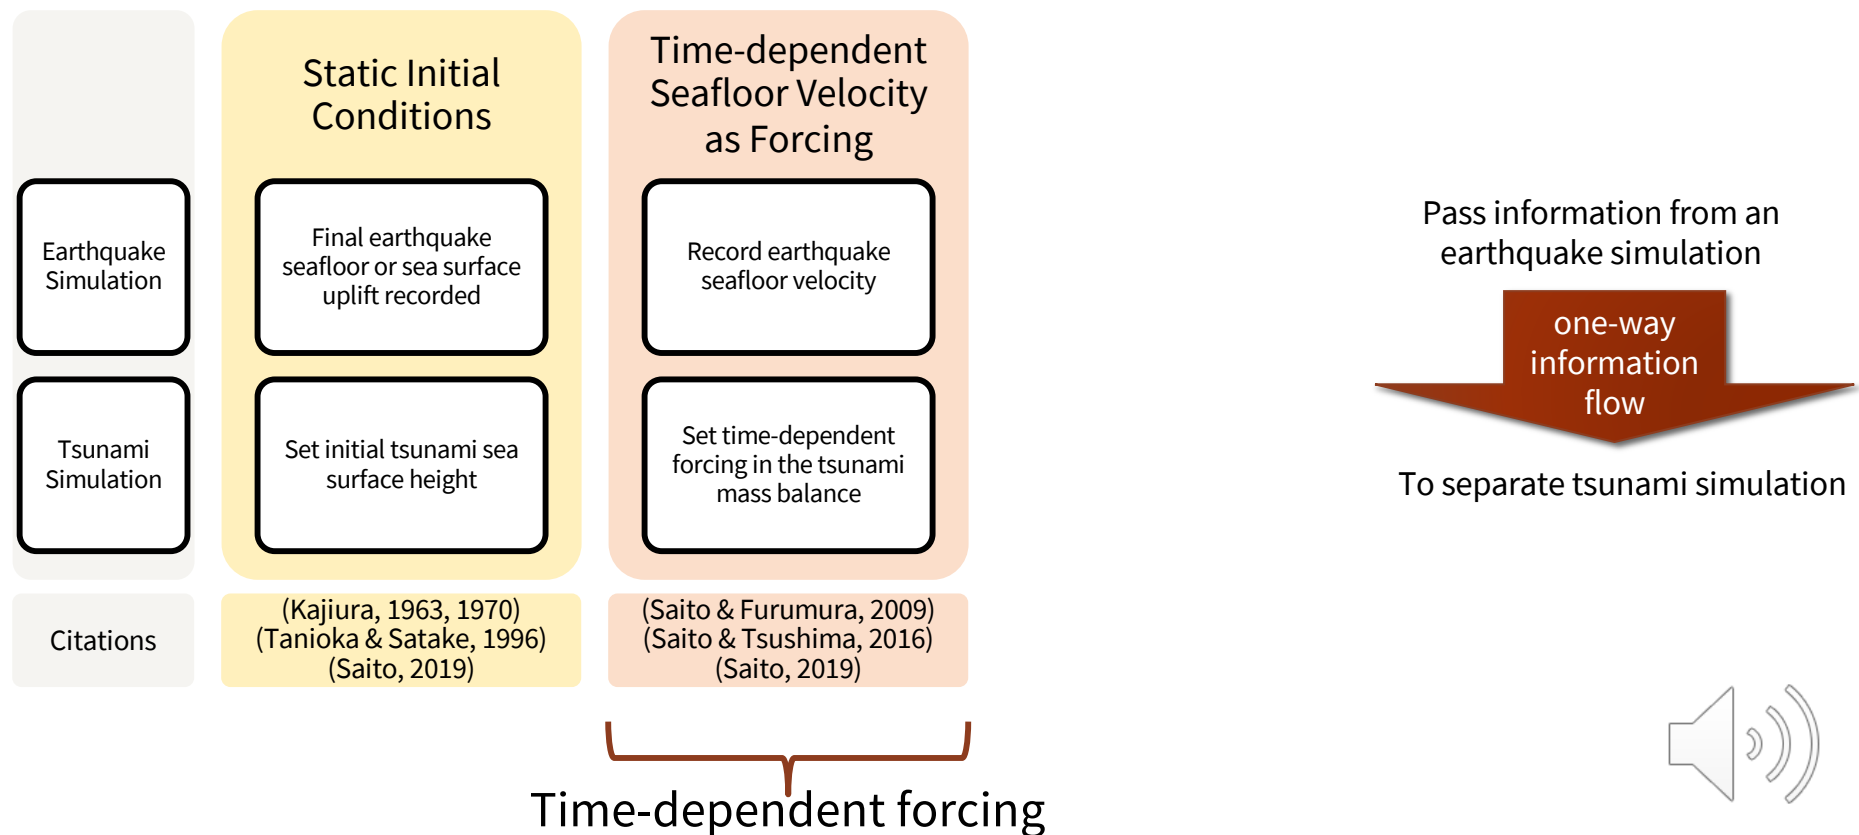 Static Initial
Conditions
Time-dependent
Seafloor Velocity
as Forcing
Earthquake
Simulation
Final earthquake
seafloor or sea surface
uplift recorded
Record earthquake
seafloor velocity
Tsunami
Simulation
Set initial tsunami sea
surface height
Set time-dependent
forcing in the tsunami
mass balance
Citations
(Kajiura, 1963, 1970)
(Tanioka & Satake, 1996)
(Saito, 2019)
(Saito & Furumura, 2009)
(Saito & Tsushima, 2016)
(Saito, 2019)
Time-dependent forcing
Pass information from an
earthquake simulation
one-way
information
flow
To separate tsunami simulation